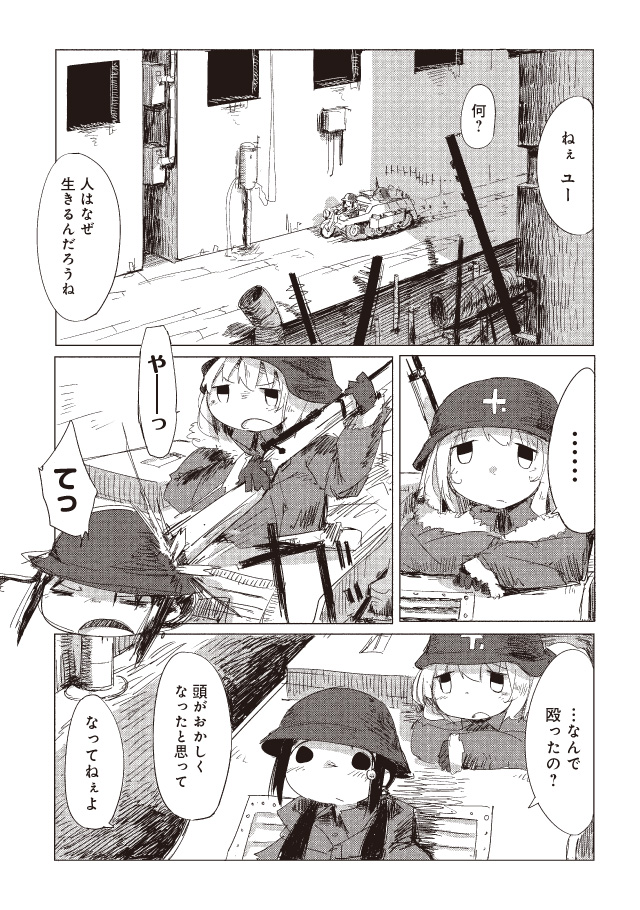 ねぇ ユー
何?
人はなぜ
生きるんだろうね
……
やーっ
てっ
ガッ
…なんで
殴ったの?
頭がおかしく
なったと思って
なってねぇよ